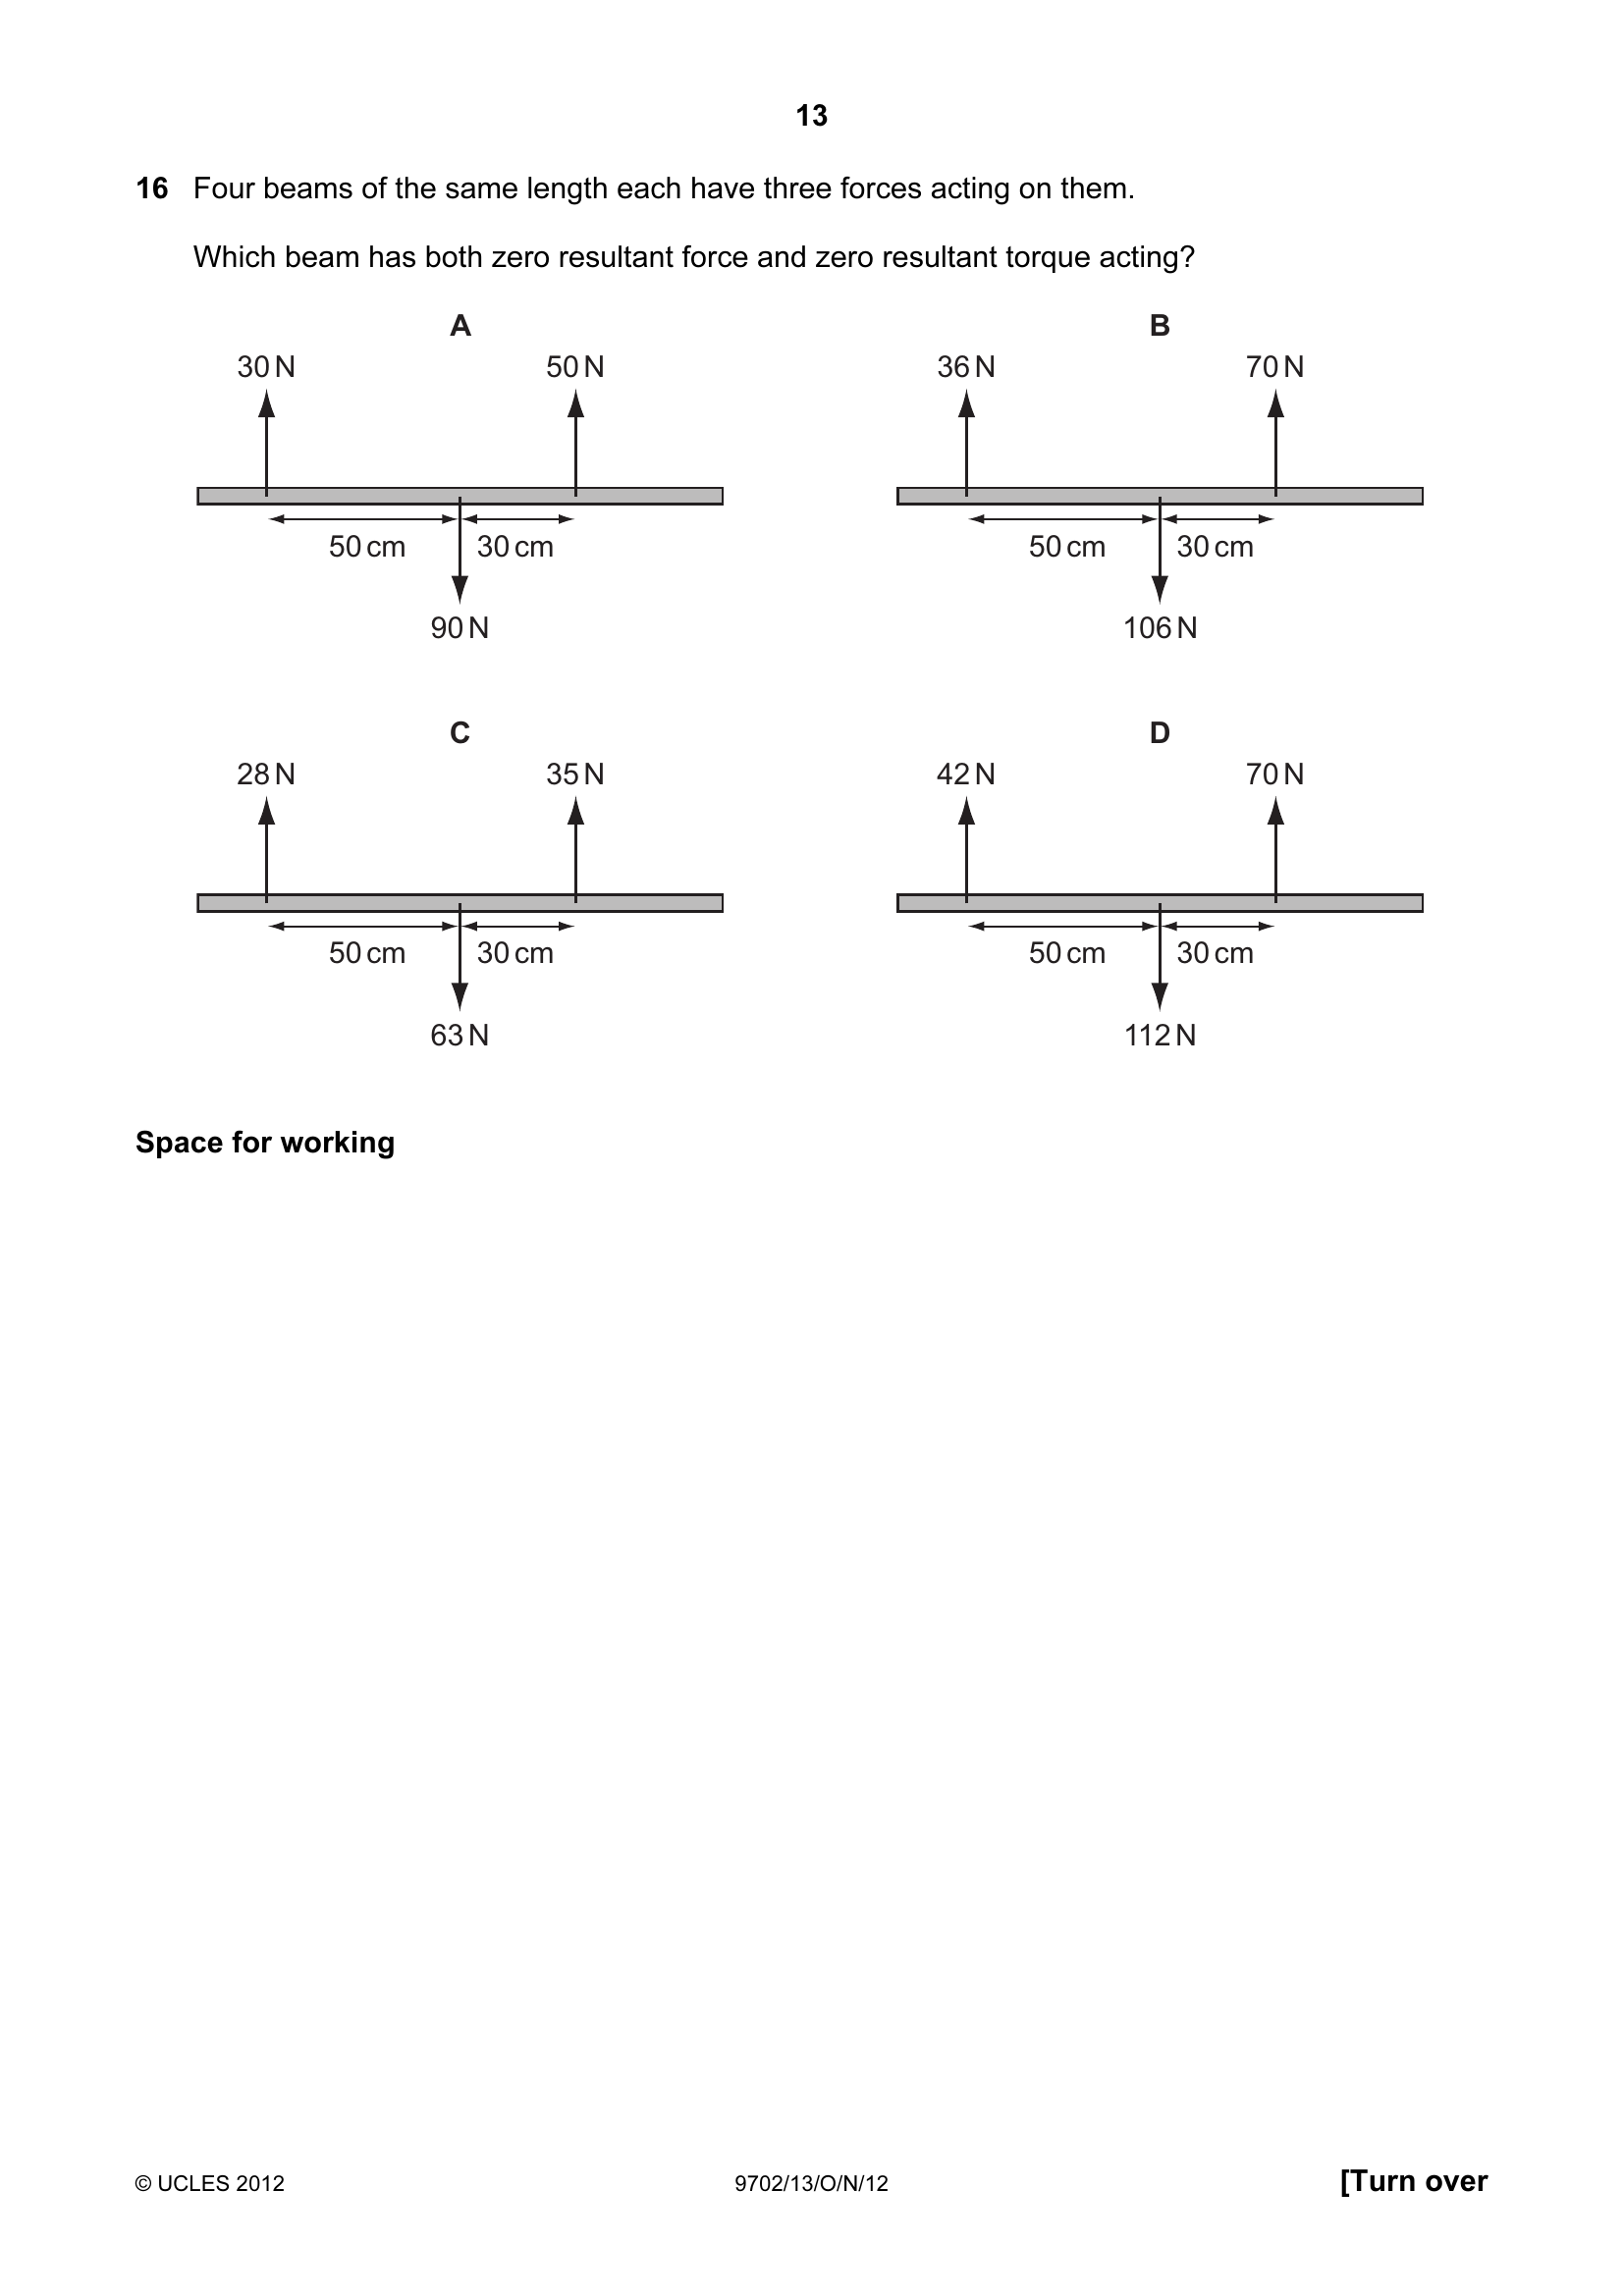 13
16 Four beams of the same length each have three forces acting on them.
Which beam has both zero resultant force and zero resultant torque acting?
A
30 N 50 N
50 cm 30 cm
90 N
B
36 N 70 N
50 cm 30 cm
106 N
C
28 N 35 N
50 cm 30 cm
63 N
D
42 N 70 N
50 cm 30 cm
112 N
Space for working
© UCLES 2012 9702/13/O/N/12 [Turn over